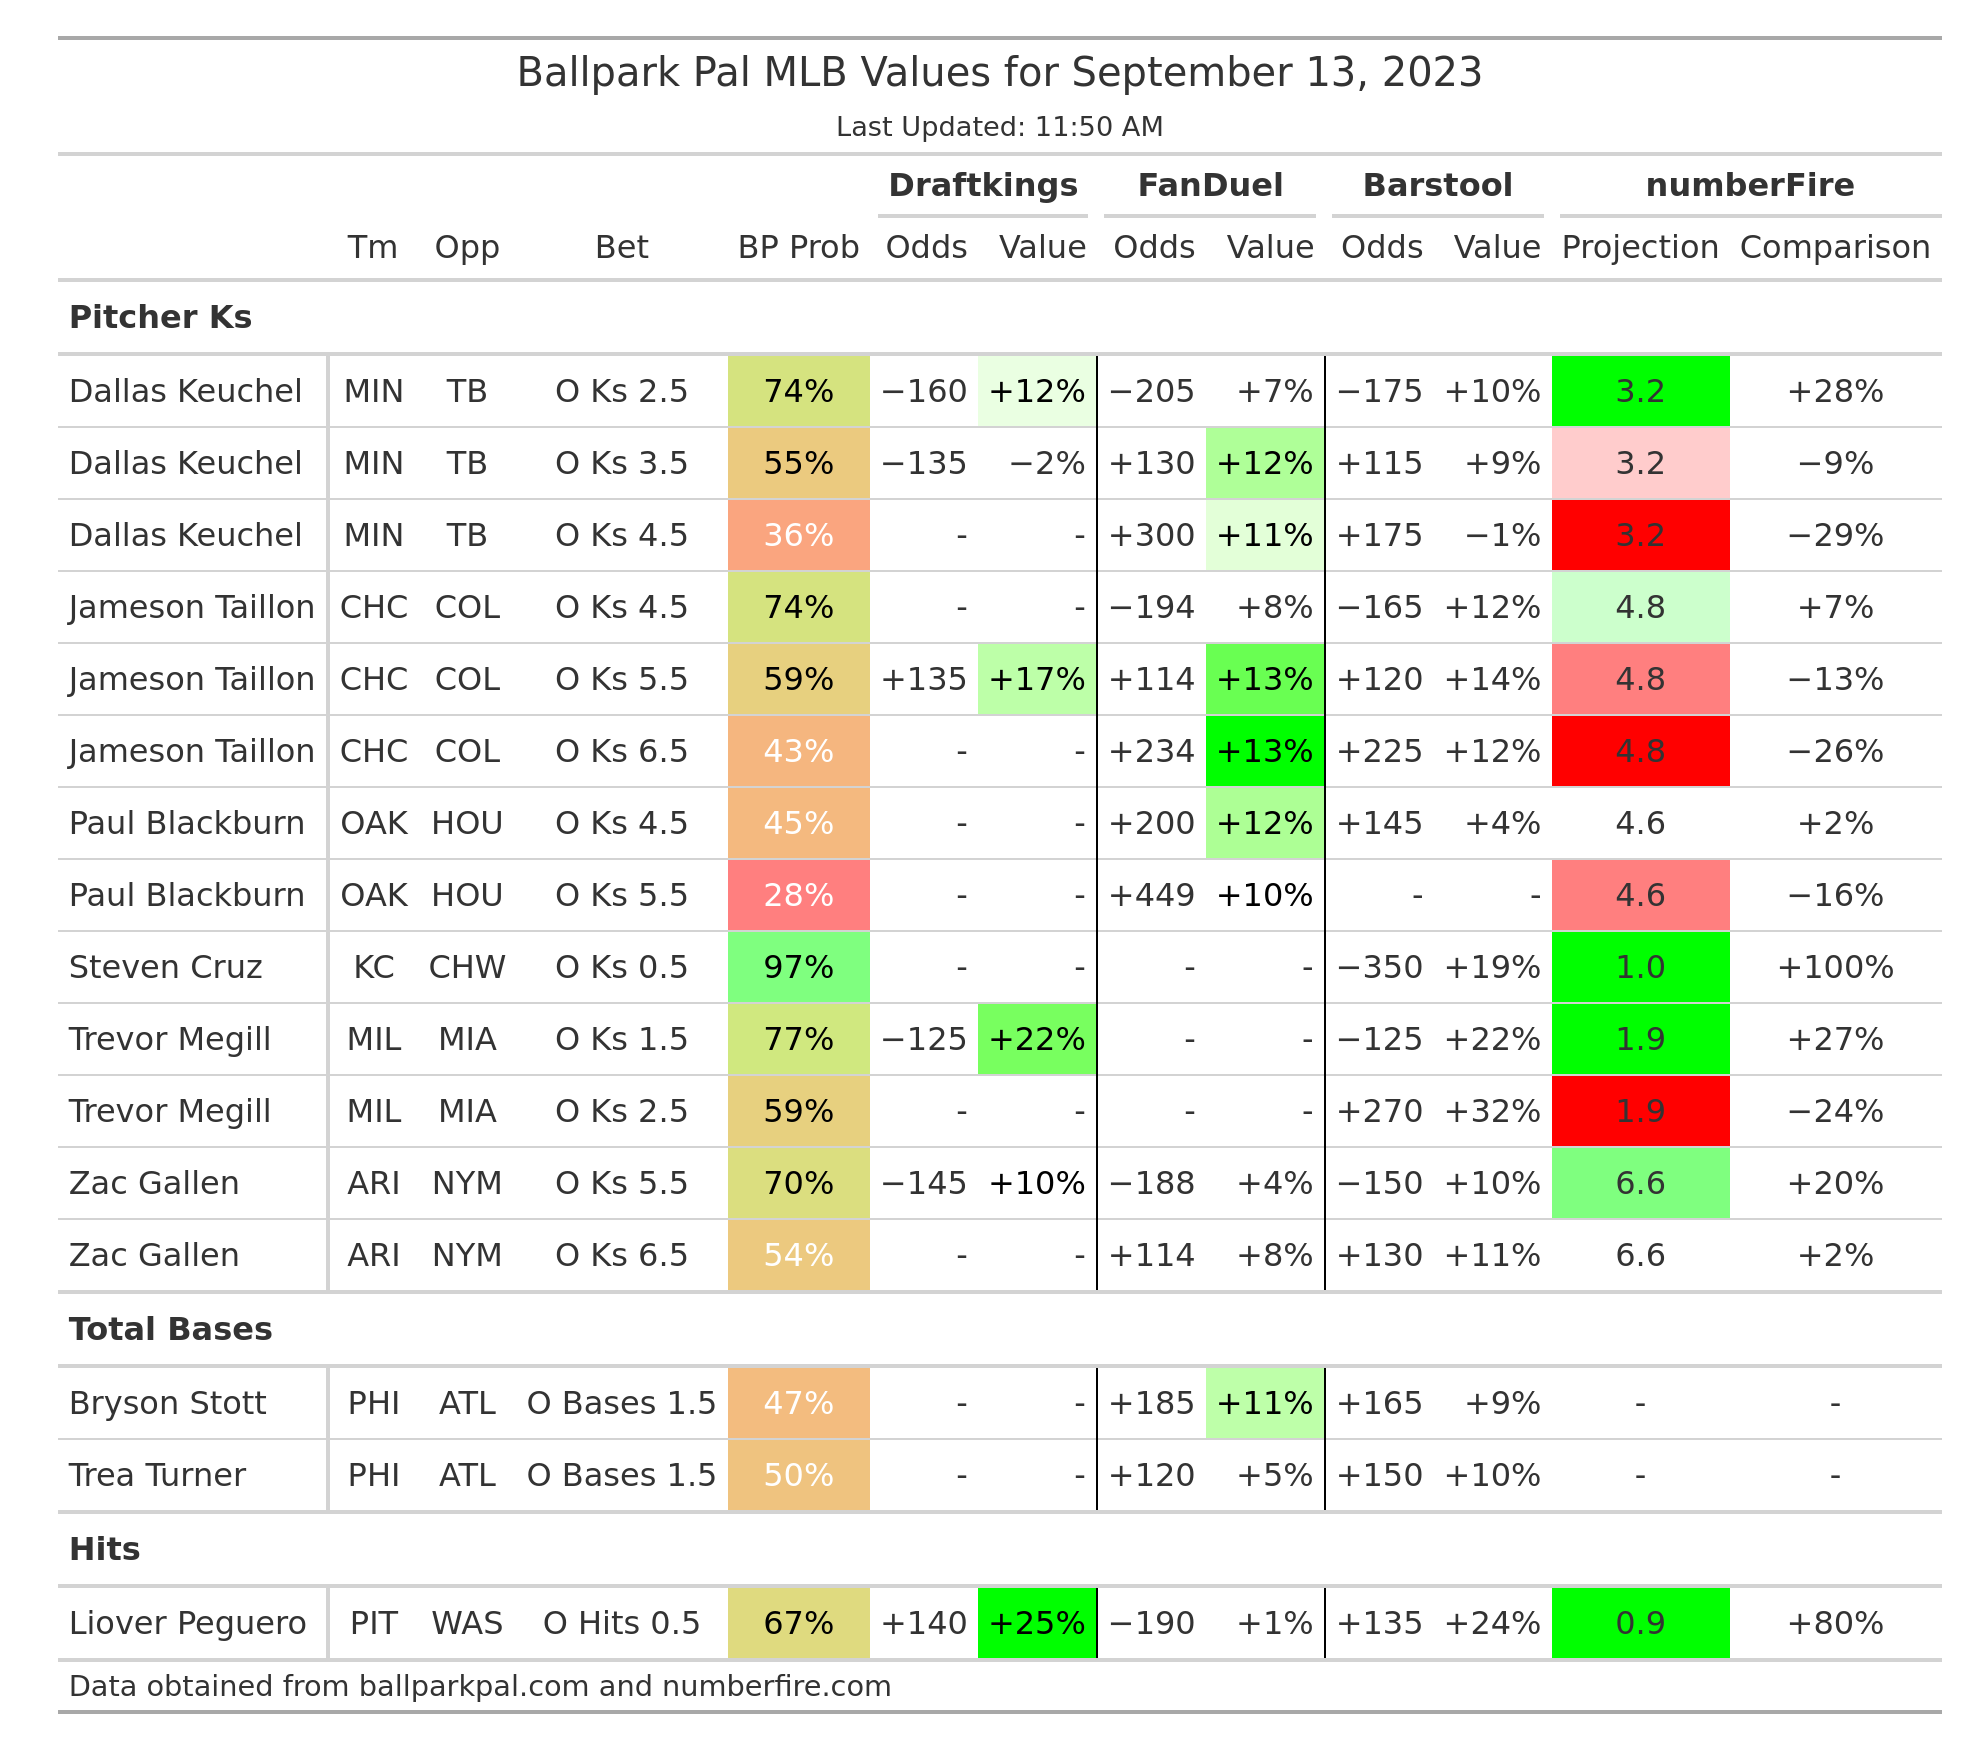 Ballpark Pal MLB Values for September 13, 2023
Last Updated: 11:50 AM
Draftkings FanDuel Barstool numberFire
Tm Opp Bet BP Prob Odds Value Odds Value Odds Value Projection Comparison
Pitcher Ks
Dallas Keuchel MIN TB O Ks 2.5 74% −160 +12% −205 +7% −175 +10% 3.2 +28%
Dallas Keuchel MIN TB O Ks 3.5 55% −135 −2% +130 +12% +115 +9% 3.2 −9%
Dallas Keuchel MIN TB O Ks 4.5 36% - - +300 +11% +175 −1% 3.2 −29%
Jameson Taillon CHC COL O Ks 4.5 74% - - −194 +8% −165 +12% 4.8 +7%
Jameson Taillon CHC COL O Ks 5.5 59% +135 +17% +114 +13% +120 +14% 4.8 −13%
Jameson Taillon CHC COL O Ks 6.5 43% - - +234 +13% +225 +12% 4.8 −26%
Paul Blackburn OAK HOU O Ks 4.5 45% - - +200 +12% +145 +4% 4.6 +2%
Paul Blackburn OAK HOU O Ks 5.5 28% - - +449 +10% - - 4.6 −16%
Steven Cruz KC CHW O Ks 0.5 97% - - - - −350 +19% 1.0 +100%
Trevor Megill MIL MIA O Ks 1.5 77% −125 +22% - - −125 +22% 1.9 +27%
Trevor Megill MIL MIA O Ks 2.5 59% - - - - +270 +32% 1.9 −24%
Zac Gallen ARI NYM O Ks 5.5 70% −145 +10% −188 +4% −150 +10% 6.6 +20%
Zac Gallen ARI NYM O Ks 6.5 54% - - +114 +8% +130 +11% 6.6 +2%
Total Bases
Bryson Stott PHI ATL O Bases 1.5 47% - - +185 +11% +165 +9% - -
Trea Turner PHI ATL O Bases 1.5 50% - - +120 +5% +150 +10% - -
Hits
Liover Peguero PIT WAS O Hits 0.5 67% +140 +25% −190 +1% +135 +24% 0.9 +80%
Data obtained from ballparkpal.com and numberfire.com